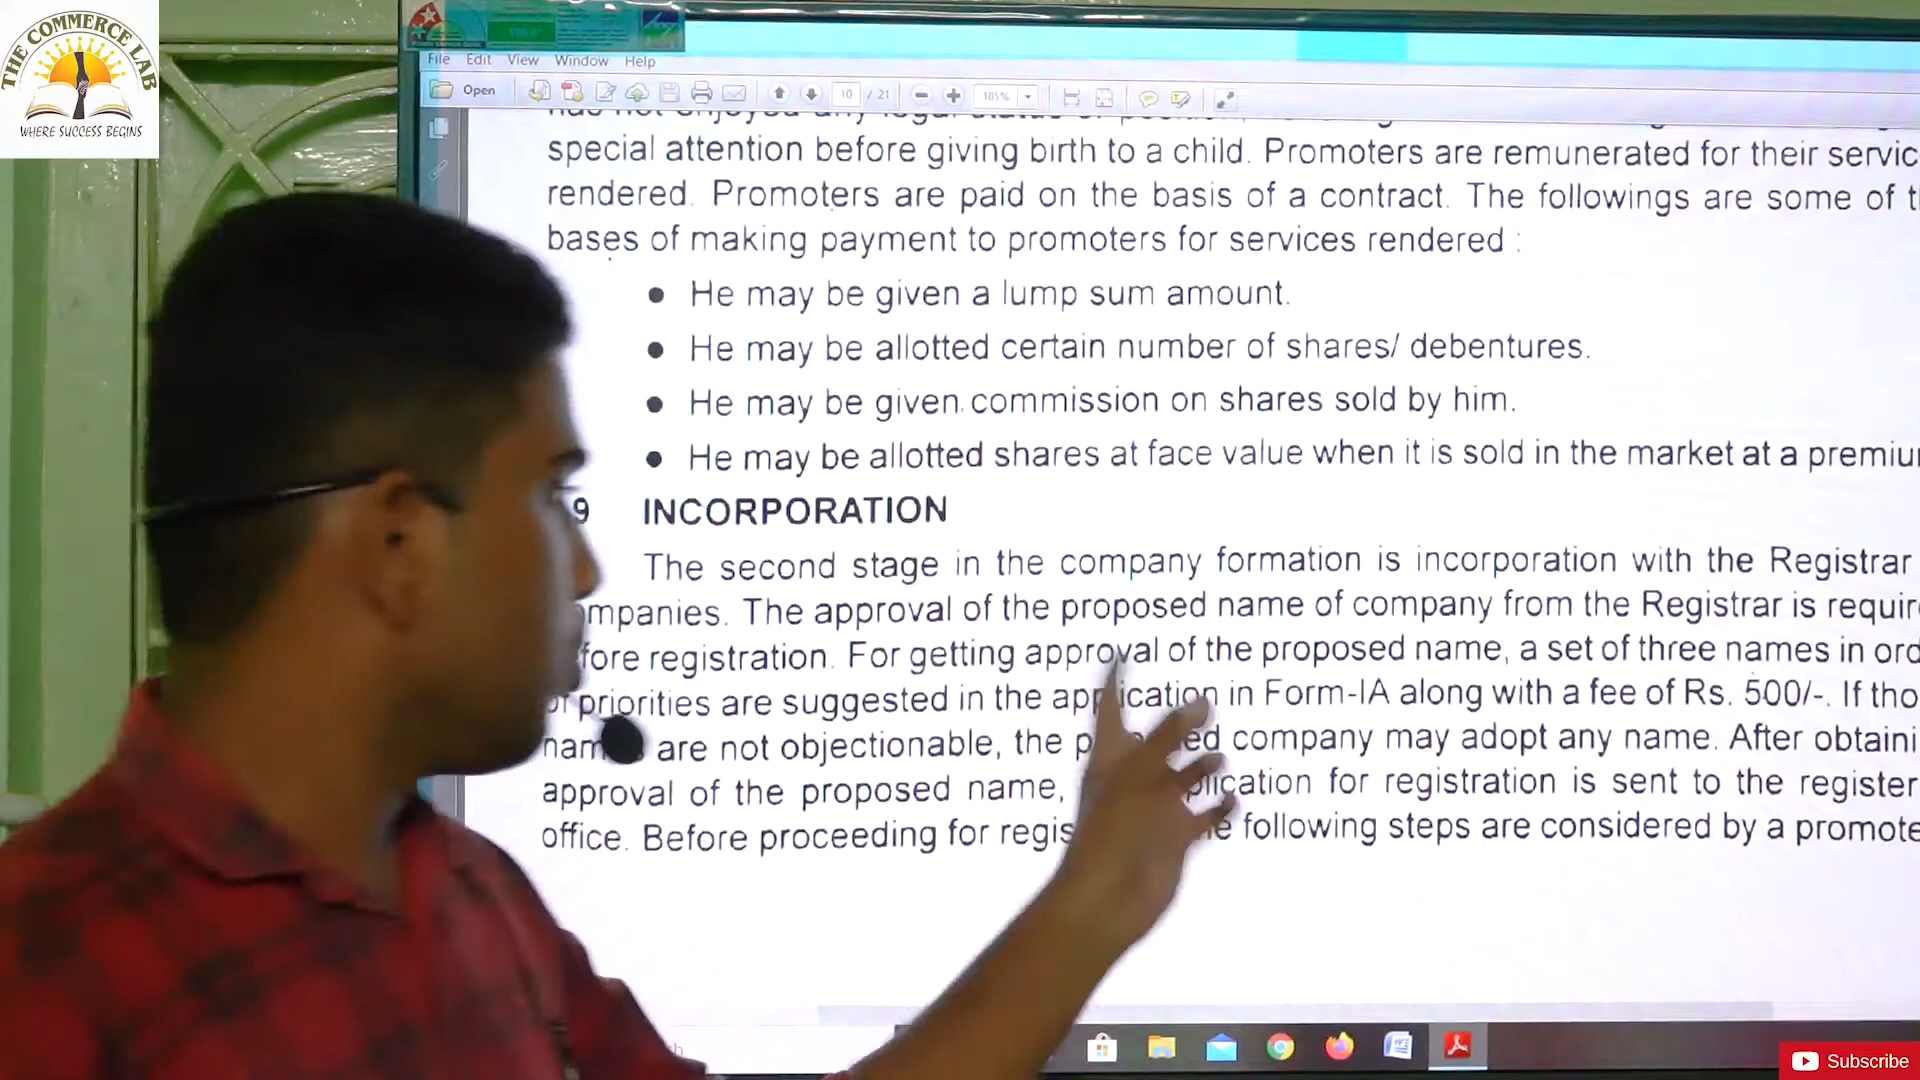 THE COMMERCE LAB
WHERE SUCCESS BEGINS
File Edit View Window Help
Open 10 / 21 185%
special attention before giving birth to a child. Promoters are remunerated for their servic
rendered. Promoters are paid on the basis of a contract. The followings are some of t
bases of making payment to promoters for services rendered :
● He may be given a lump sum amount.
● He may be allotted certain number of shares/ debentures.
● He may be given commission on shares sold by him.
● He may be allotted shares at face value when it is sold in the market at a premiu
9 INCORPORATION
The second stage in the company formation is incorporation with the Registrar
mpanies. The approval of the proposed name of company from the Registrar is requir
fore registration. For getting approval of the proposed name, a set of three names in ord
of priorities are suggested in the application in Form-IA along with a fee of Rs. 500/-. If tho
nam are not objectionable, the p ed company may adopt any name. After obtaini
approval of the proposed name, plication for registration is sent to the register
office. Before proceeding for regis e following steps are considered by a promote
Subscribe